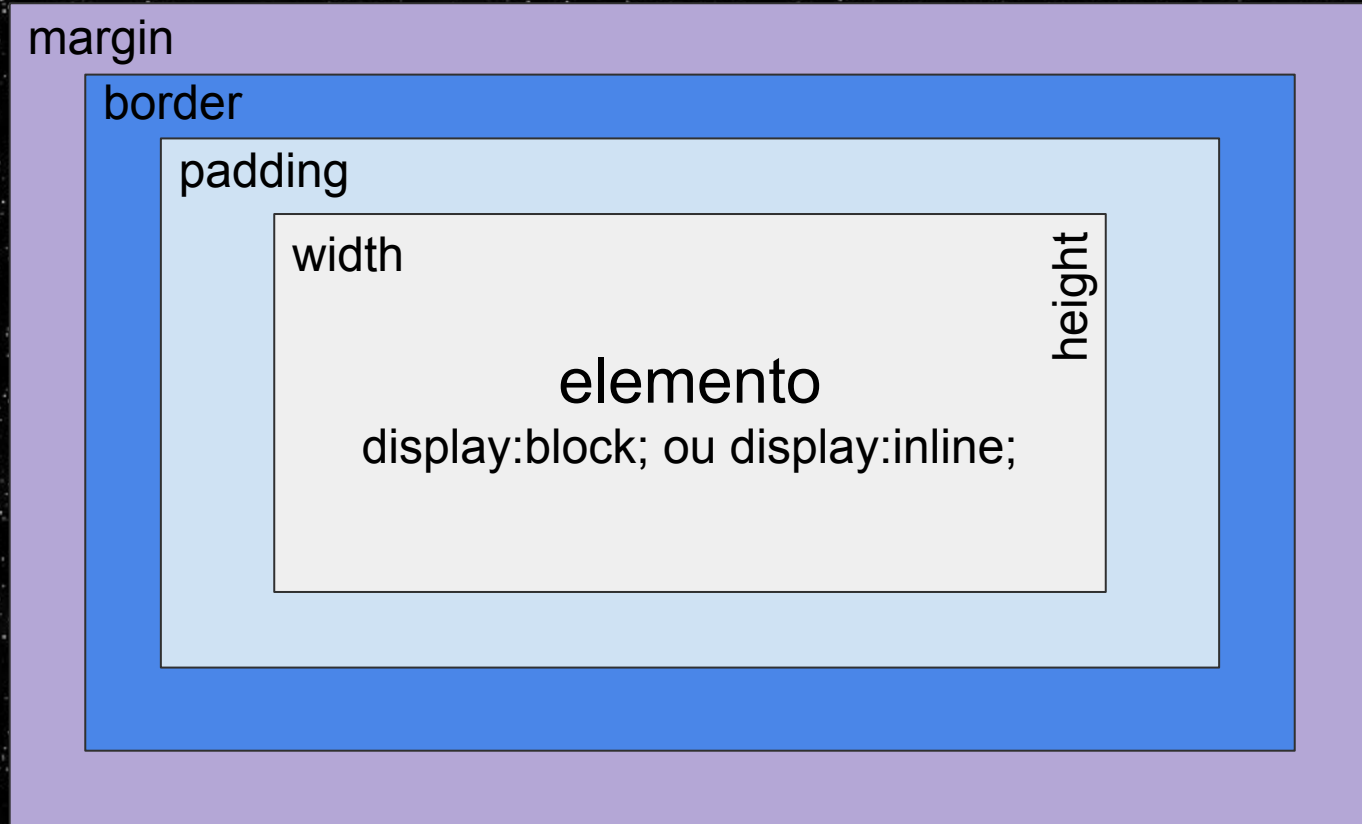 margin
border
padding
width
height
elemento
display:block; ou display:inline;